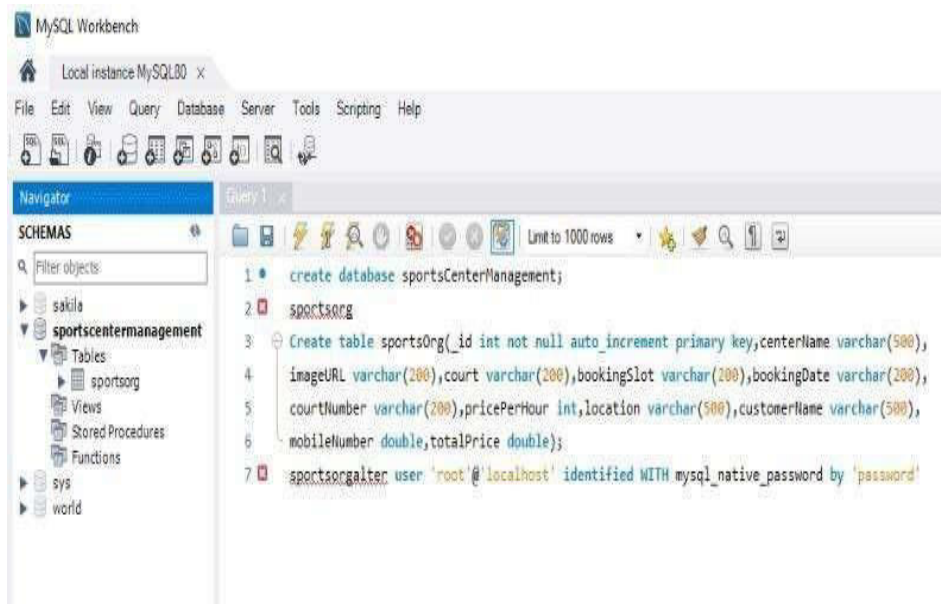 MySQL Workbench
Local instance MySQL80 ×
File Edit View Query Database Server Tools Scripting Help
Navigator
Query 1 ×
SCHEMAS
Filter objects
sakila
sportscentermanagement
Tables
sportsorg
Views
Stored Procedures
Functions
sys
world
Limit to 1000 rows
1 create database sportsCenterManagement;
2 sportsorg
3 Create table sportsOrg(_id int not null auto_increment primary key,centerName varchar(500),
4 imageURL varchar(200),court varchar(200),bookingSlot varchar(200),bookingDate varchar(200),
5 courtNumber varchar(200),pricePerHour int,location varchar(500),customerName varchar(500),
6 mobileNumber double,totalPrice double);
7 sportsorgalter user 'root'@'localhost' identified WITH mysql_native_password by 'password'